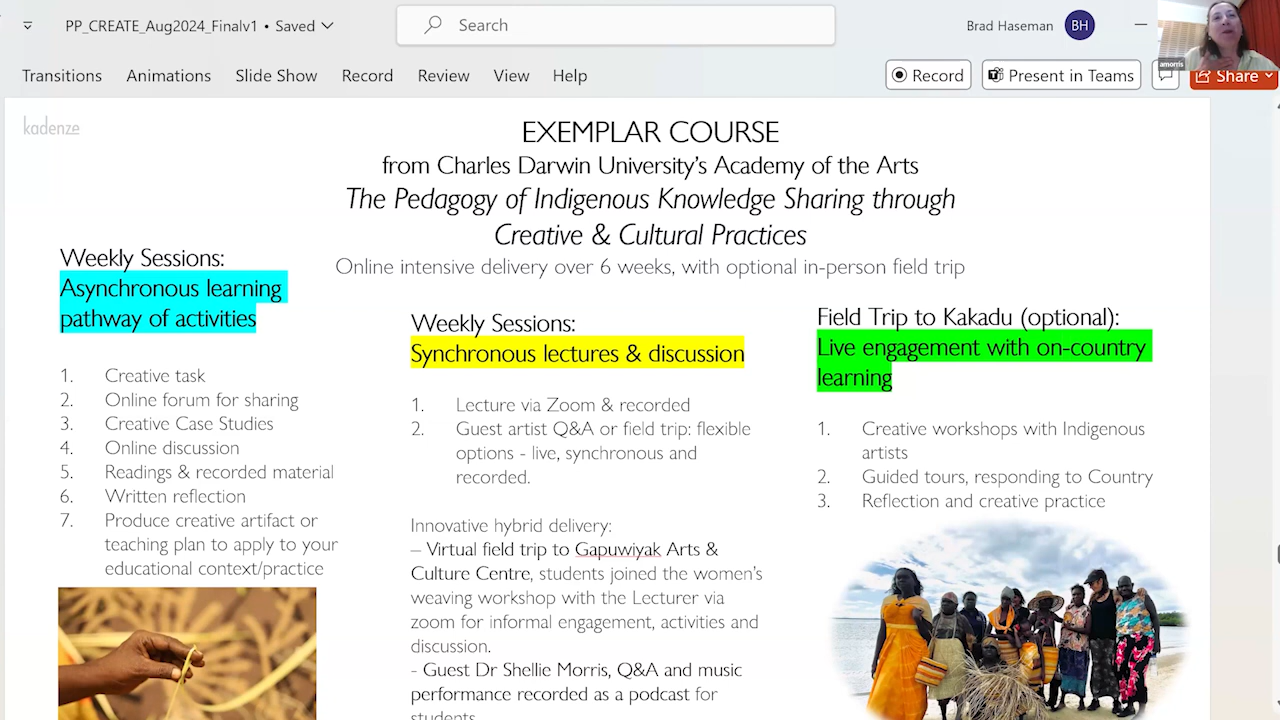 PP_CREATE_Aug2024_Finalv1 • Saved
Search
Brad Haseman
BH
amorris
Transitions
Animations
Slide Show
Record
Review
View
Help
Record
Present in Teams
Share
kadenze
EXEMPLAR COURSE
from Charles Darwin University's Academy of the Arts
The Pedagogy of Indigenous Knowledge Sharing through
Creative & Cultural Practices
Online intensive delivery over 6 weeks, with optional in-person field trip
Weekly Sessions:
Asynchronous learning
pathway of activities
1. Creative task
2. Online forum for sharing
3. Creative Case Studies
4. Online discussion
5. Readings & recorded material
6. Written reflection
7. Produce creative artifact or
teaching plan to apply to your
educational context/practice
Weekly Sessions:
Synchronous lectures & discussion
1. Lecture via Zoom & recorded
2. Guest artist Q&A or field trip: flexible
options - live, synchronous and
recorded.
Innovative hybrid delivery:
– Virtual field trip to Gapuwiyak Arts &
Culture Centre, students joined the women's
weaving workshop with the Lecturer via
zoom for informal engagement, activities and
discussion.
- Guest Dr Shellie Morris, Q&A and music
performance recorded as a podcast for
students
Field Trip to Kakadu (optional):
Live engagement with on-country
learning
1. Creative workshops with Indigenous
artists
2. Guided tours, responding to Country
3. Reflection and creative practice